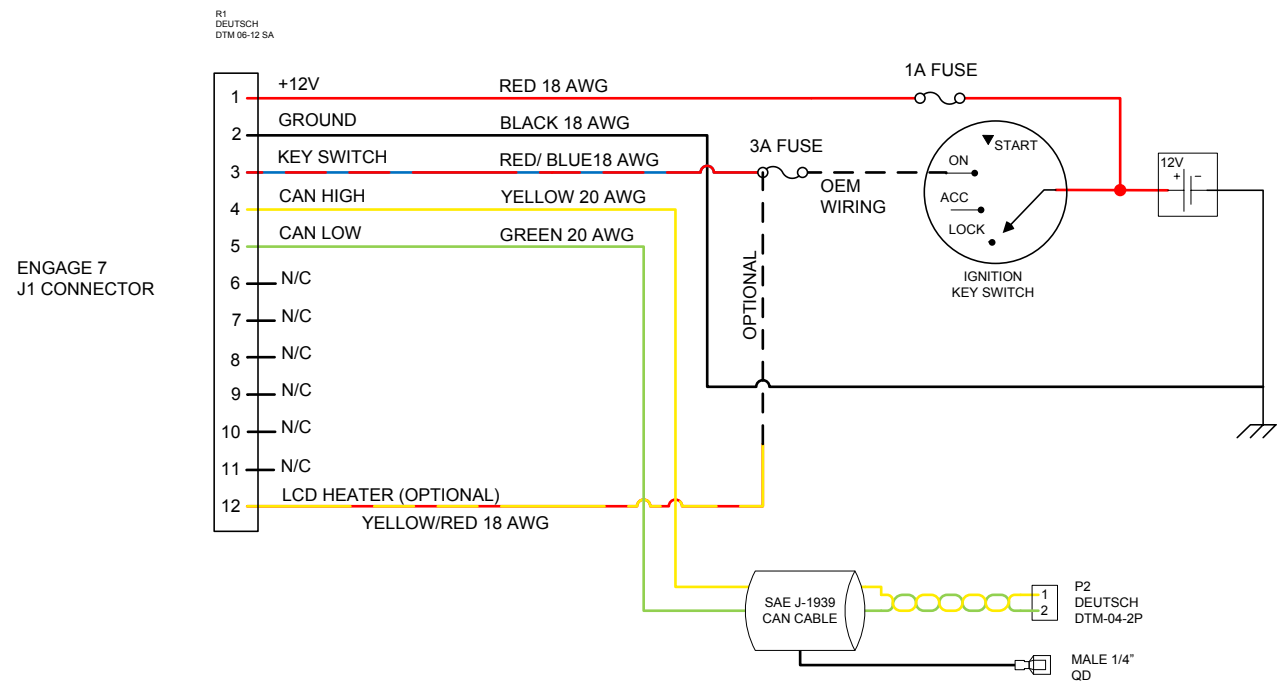 R1
DEUTSCH
DTM 06-12 SA
1A FUSE
1 +12V RED 18 AWG
2 GROUND BLACK 18 AWG
3A FUSE
3 KEY SWITCH RED/ BLUE18 AWG
4 CAN HIGH YELLOW 20 AWG
5 CAN LOW GREEN 20 AWG
ENGAGE 7
J1 CONNECTOR
6 N/C
7 N/C
8 N/C
9 N/C
10 N/C
11 N/C
12 LCD HEATER (OPTIONAL)
YELLOW/RED 18 AWG
OPTIONAL
OEM
WIRING
START
ON
ACC
LOCK
IGNITION
KEY SWITCH
12V
+ −
SAE J-1939
CAN CABLE
1
2
P2
DEUTSCH
DTM-04-2P
MALE 1/4"
QD